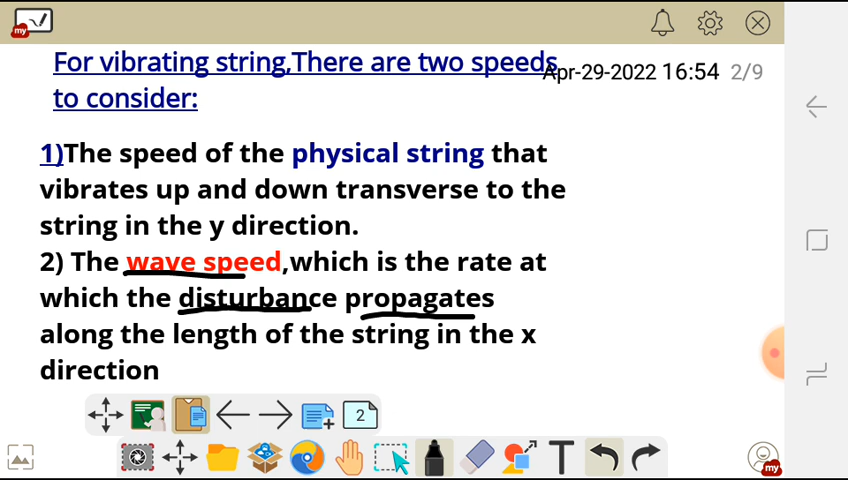 my
For vibrating string,There are two speeds
to consider:
Apr-29-2022 16:54 2/9
1)The speed of the physical string that
vibrates up and down transverse to the
string in the y direction.
2) The wave speed,which is the rate at
which the disturbance propagates
along the length of the string in the x
direction
2
T
my